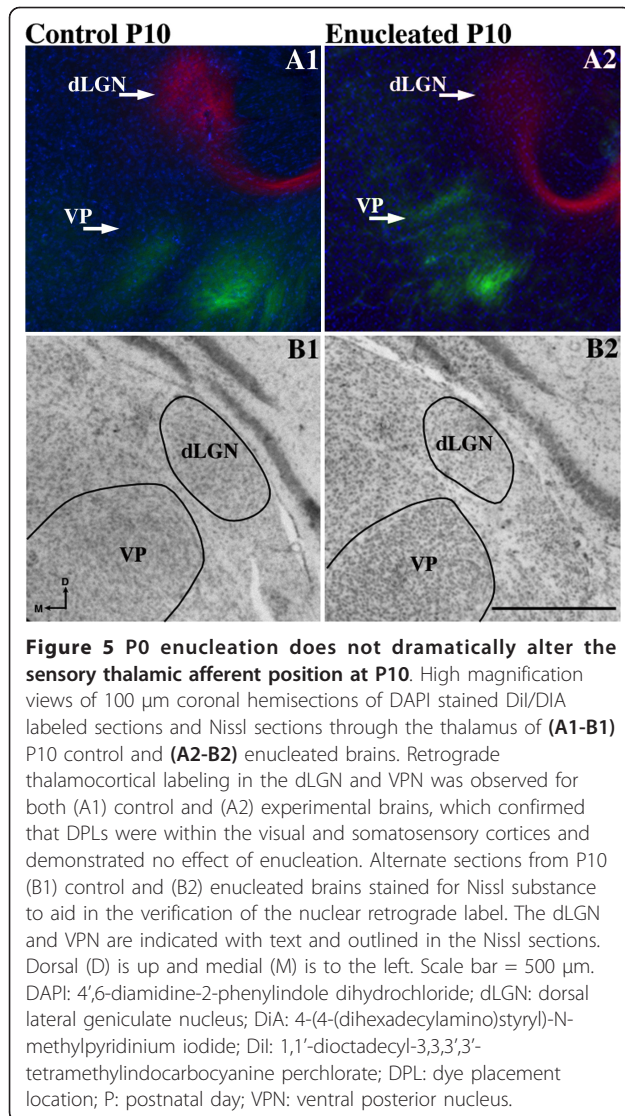 Control P10 Enucleated P10
A1 A2
dLGN dLGN
VP VP
B1 B2
dLGN dLGN
VP VP
D
M
Figure 5 P0 enucleation does not dramatically alter the
sensory thalamic afferent position at P10. High magnification
views of 100 μm coronal hemisections of DAPI stained DiI/DIA
labeled sections and Nissl sections through the thalamus of (A1-B1)
P10 control and (A2-B2) enucleated brains. Retrograde
thalamocortical labeling in the dLGN and VPN was observed for
both (A1) control and (A2) experimental brains, which confirmed
that DPLs were within the visual and somatosensory cortices and
demonstrated no effect of enucleation. Alternate sections from P10
(B1) control and (B2) enucleated brains stained for Nissl substance
to aid in the verification of the nuclear retrograde label. The dLGN
and VPN are indicated with text and outlined in the Nissl sections.
Dorsal (D) is up and medial (M) is to the left. Scale bar = 500 μm.
DAPI: 4’,6-diamidine-2-phenylindole dihydrochloride; dLGN: dorsal
lateral geniculate nucleus; DiA: 4-(4-(dihexadecylamino)styryl)-N-
methylpyridinium iodide; DiI: 1,1’-dioctadecyl-3,3,3’,3’-
tetramethylindocarbocyanine perchlorate; DPL: dye placement
location; P: postnatal day; VPN: ventral posterior nucleus.